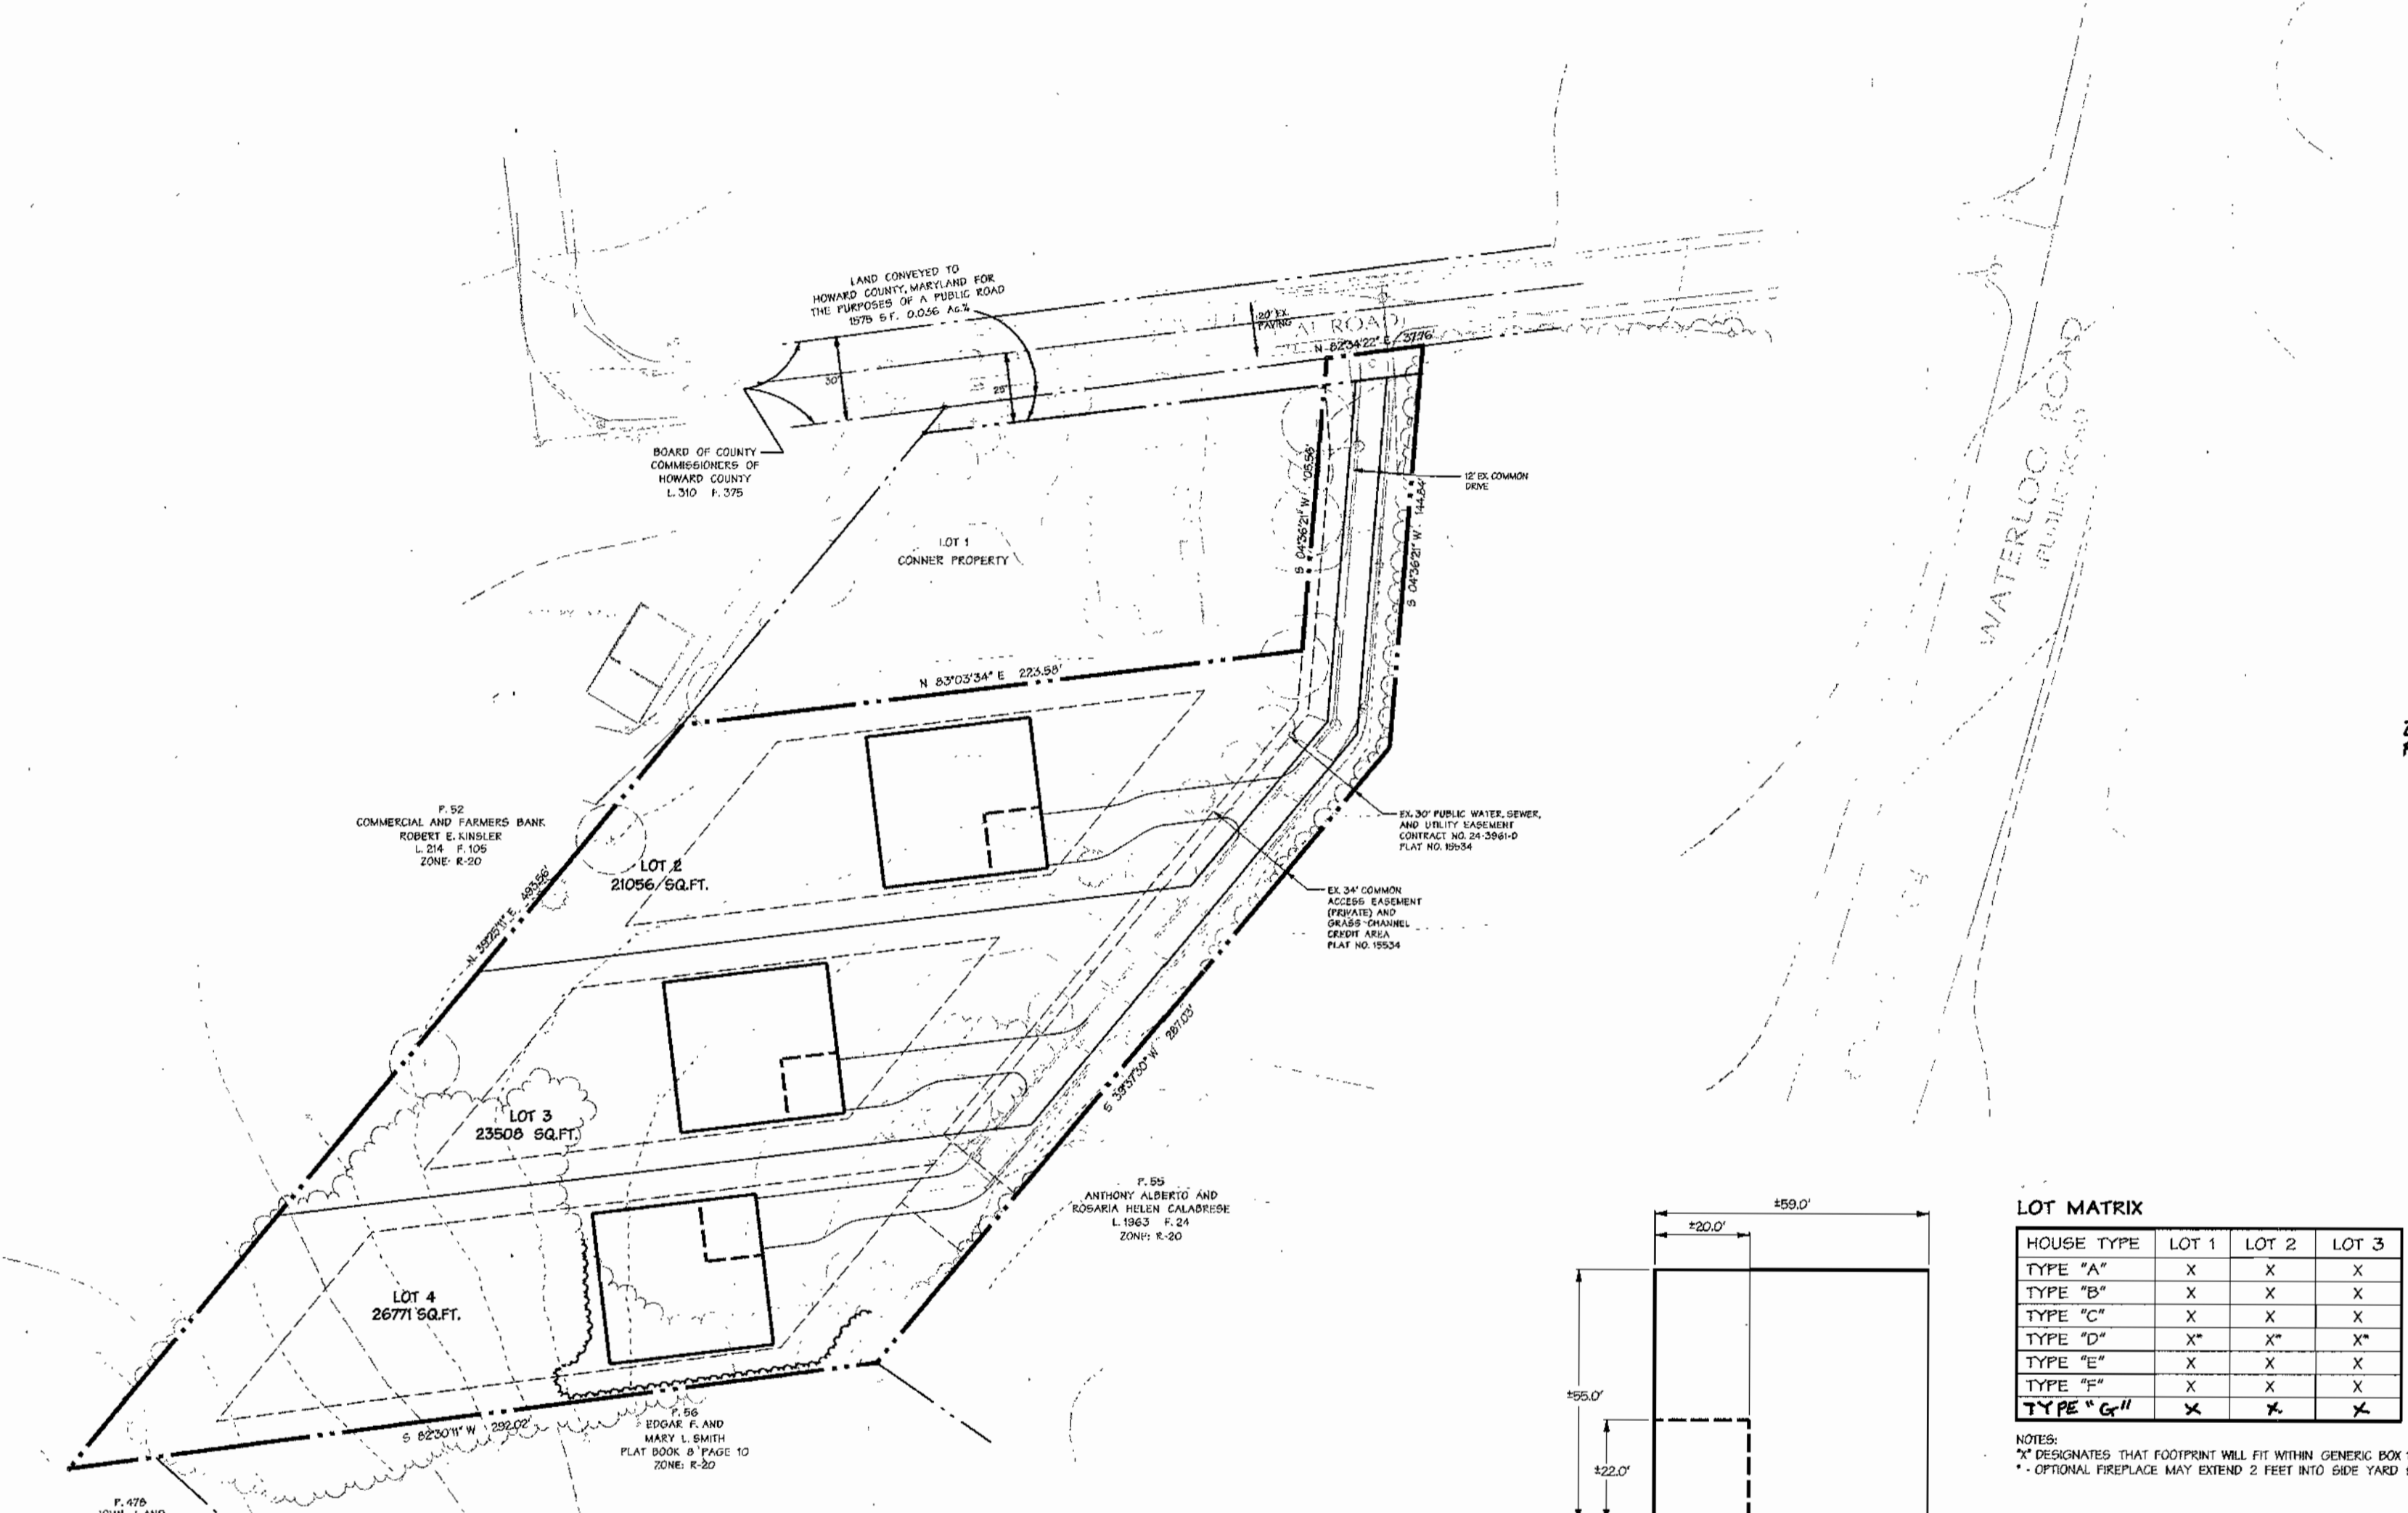 LAND CONVEYED TO
HOWARD COUNTY, MARYLAND FOR
THE PURPOSES OF A PUBLIC ROAD
1578 S.F. 0.036 Ac.±
30'
25'
20' EX.
PAVING
ROAD
N 82°34'22" E 37.76'
BOARD OF COUNTY
COMMISSIONERS OF
HOWARD COUNTY
L. 310 F. 375
12' EX. COMMON
DRIVE
S 04°36'21" W 105.56'
S 04°36'21" W 144.84'
WATERLOO ROAD
PUBLIC ROAD
LOT 1
CONNER PROPERTY
N 83°03'34" E 223.58'
P. 52
COMMERCIAL AND FARMERS BANK
ROBERT E. KINSLER
L. 214 F. 105
ZONE: R-20
EX. 30' PUBLIC WATER, SEWER,
AND UTILITY EASEMENT
CONTRACT NO. 24-3961-D
PLAT NO. 15534
LOT 2
21056 SQ.FT.
N 39°25'11" E 493.56'
EX. 34' COMMON
ACCESS EASEMENT
(PRIVATE) AND
GRASS CHANNEL
CREDIT AREA
PLAT NO. 15534
S 39°37'30" W 287.03'
LOT 3
23508 SQ.FT.
P. 55
ANTHONY ALBERTO AND
ROSARIA HELEN CALABRESE
L. 1963 F. 24
ZONE: R-20
LOT 4
26771 SQ.FT.
S 82°30'11" W 292.02'
P. 56
EDGAR F. AND
MARY L. SMITH
PLAT BOOK 8 PAGE 10
ZONE: R-20
P. 478
±59.0'
±20.0'
±55.0'
±22.0'
LOT MATRIX
HOUSE TYPE LOT 1 LOT 2 LOT 3
TYPE "A" X X X
TYPE "B" X X X
TYPE "C" X X X
TYPE "D" X* X* X*
TYPE "E" X X X
TYPE "F" X X X
TYPE "G" X X X
NOTES:
"X" DESIGNATES THAT FOOTPRINT WILL FIT WITHIN GENERIC BOX
* - OPTIONAL FIREPLACE MAY EXTEND 2 FEET INTO SIDE YARD